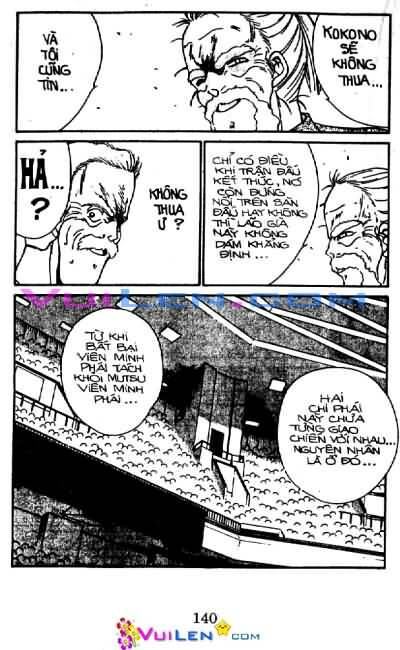 VÀ
TÔI
CŨNG
TIN...
KOKONO
SẼ
KHÔNG
THUA...
HẢ...
?
KHÔNG
THUA
Ư ?
CHỈ CÓ ĐIỀU
KHI TRẬN ĐẤU
KẾT THÚC, NÓ
CÒN ĐỨNG
NỔI TRÊN SÀN
ĐẤU HAY KHÔNG
THÌ LÃO GIÀ
NÀY KHÔNG
DÁM KHẲNG
ĐỊNH...
VUILEN.COM
TỪ KHI
BẤT BẠI
VIÊN MINH
PHÁI TÁCH
KHỎI MUTSU
VIÊN MINH
PHÁI...
HAI
CHI PHÁI
NÀY CHƯA
TỪNG GIAO
CHIẾN VỚI NHAU...
NGUYÊN NHÂN
LÀ Ở ĐÓ...
140
VUILEN.COM